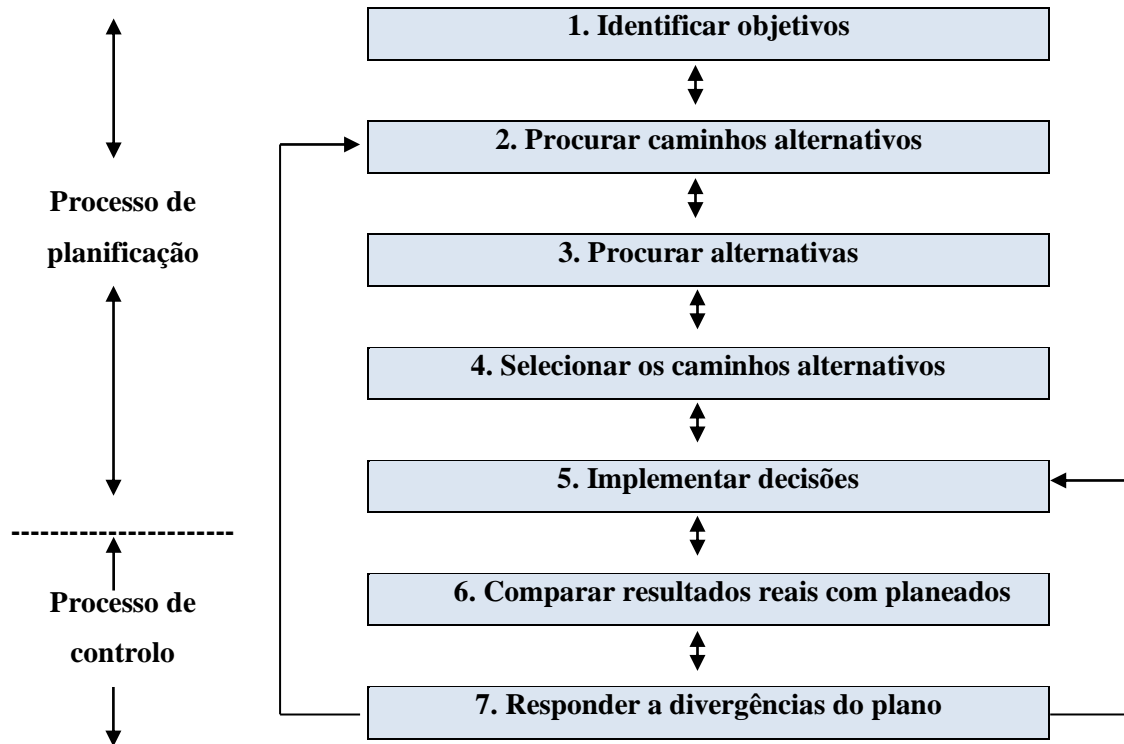 1. Identificar objetivos
2. Procurar caminhos alternativos
Processo de
planificação
3. Procurar alternativas
4. Selecionar os caminhos alternativos
5. Implementar decisões
6. Comparar resultados reais com planeados
Processo de
controlo
7. Responder a divergências do plano